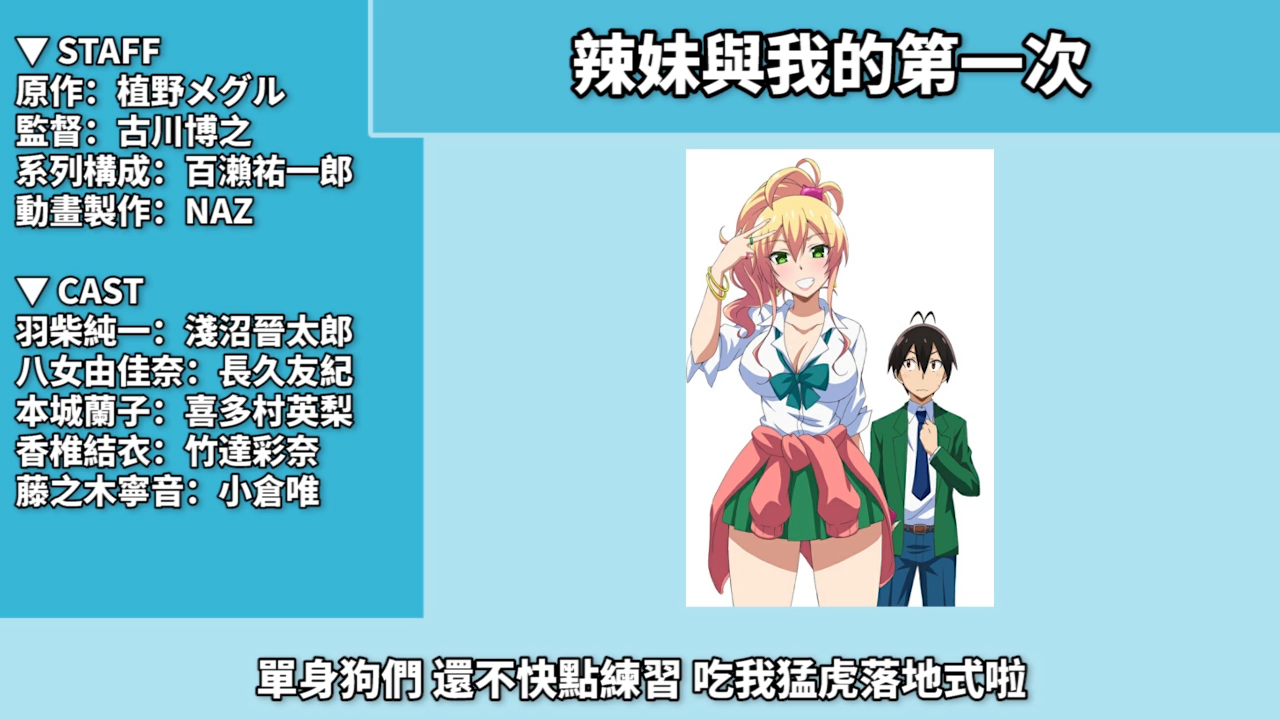 ▼ STAFF
原作：植野メグル
監督：古川博之
系列構成：百瀨祐一郎
動畫製作：NAZ
▼ CAST
羽柴純一：淺沼晉太郎
八女由佳奈：長久友紀
本城蘭子：喜多村英梨
香椎結衣：竹達彩奈
藤之木寧音：小倉唯
辣妹與我的第一次
單身狗們 還不快點練習 吃我猛虎落地式啦